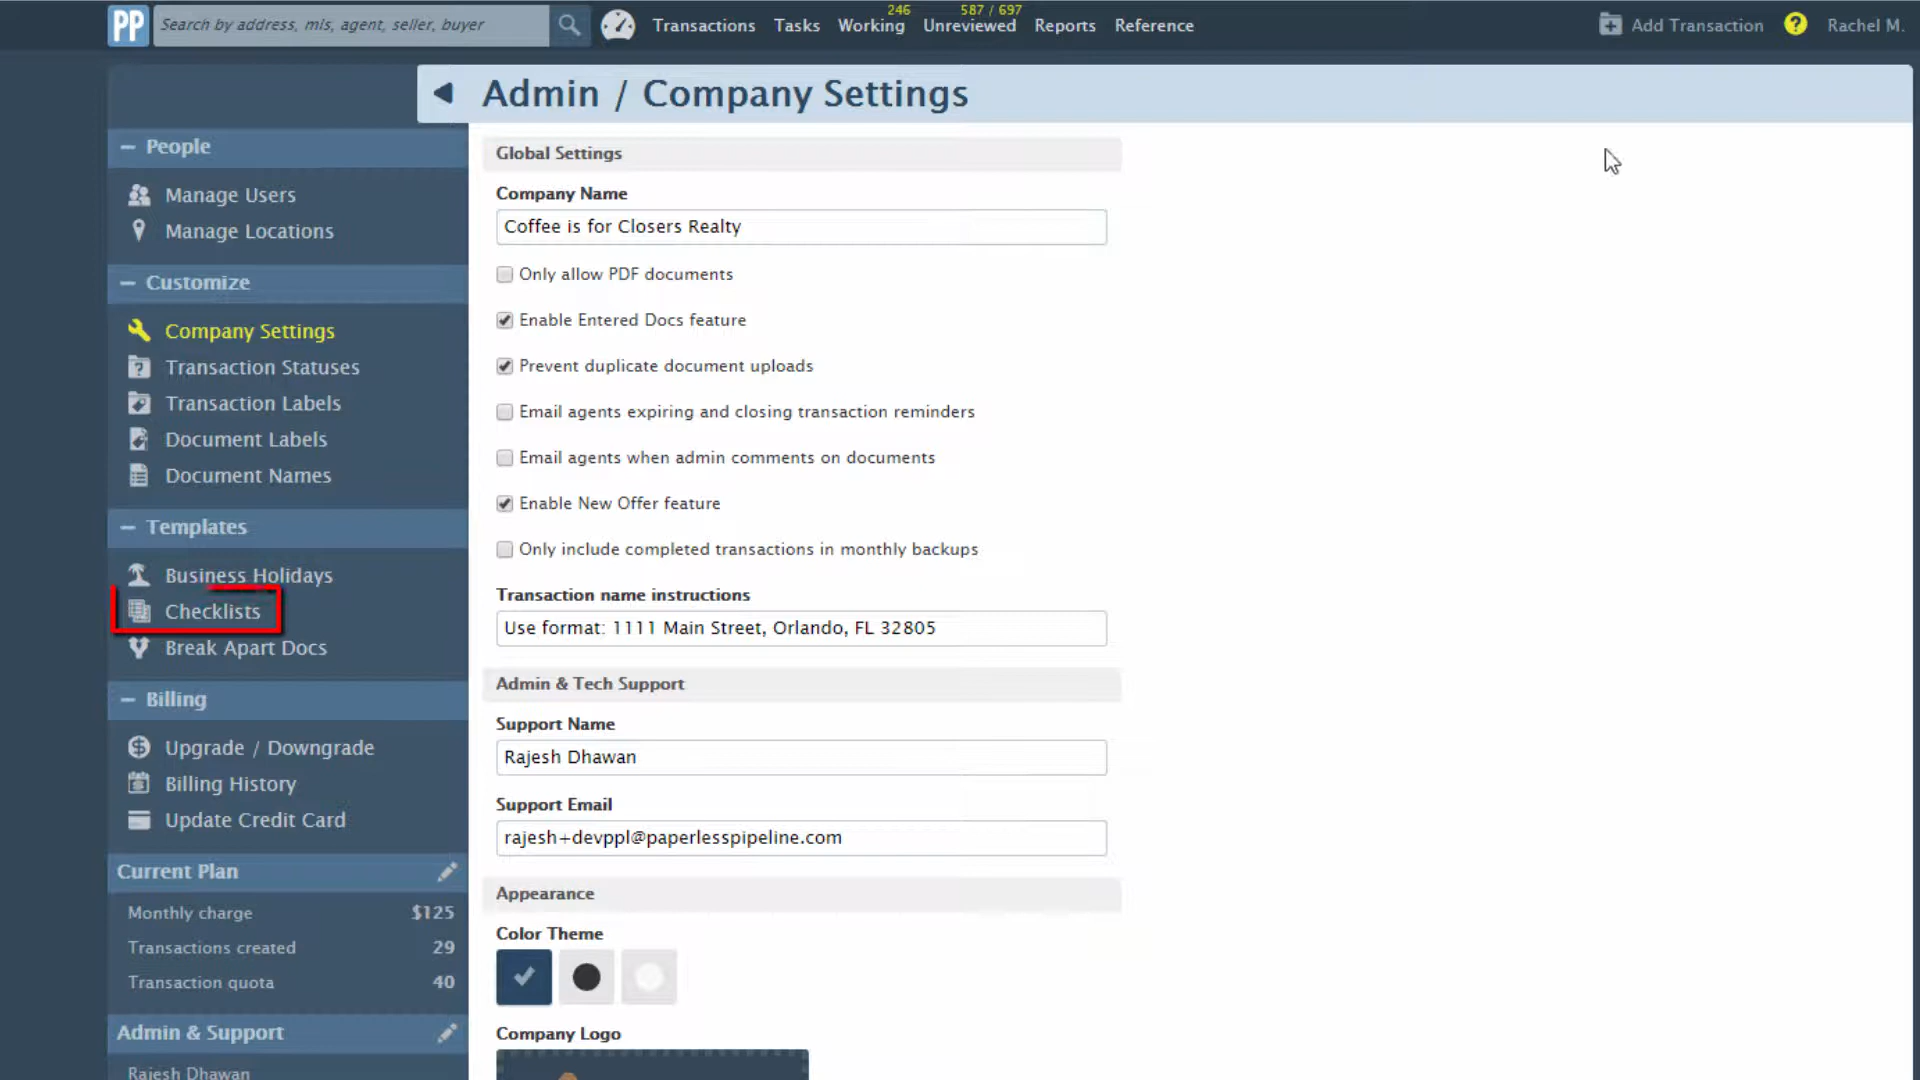 PP
Search by address, mls, agent, seller, buyer
Transactions
Tasks
246
Working
587 / 697
Unreviewed
Reports
Reference
Add Transaction
?
Rachel M.
Admin / Company Settings
People
Manage Users
Manage Locations
Customize
Company Settings
Transaction Statuses
Transaction Labels
Document Labels
Document Names
Templates
Business Holidays
Checklists
Break Apart Docs
Billing
Upgrade / Downgrade
Billing History
Update Credit Card
Current Plan
Monthly charge $125
Transactions created 29
Transaction quota 40
Admin & Support
Rajesh Dhawan
Global Settings
Company Name
Coffee is for Closers Realty
Only allow PDF documents
Enable Entered Docs feature
Prevent duplicate document uploads
Email agents expiring and closing transaction reminders
Email agents when admin comments on documents
Enable New Offer feature
Only include completed transactions in monthly backups
Transaction name instructions
Use format: 1111 Main Street, Orlando, FL 32805
Admin & Tech Support
Support Name
Rajesh Dhawan
Support Email
rajesh+devppl@paperlesspipeline.com
Appearance
Color Theme
Company Logo